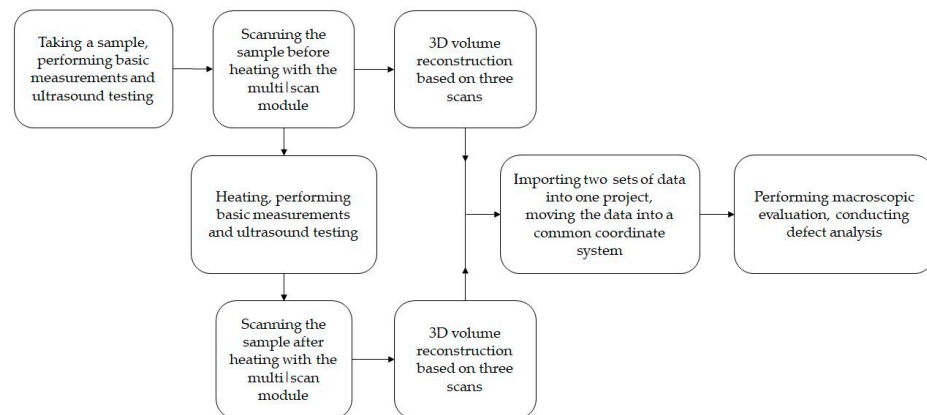 Taking a sample,
performing basic
measurements and
ultrasound testing
Scanning the
sample before
heating with the
multi|scan
module
3D volume
reconstruction
based on three
scans
Heating, performing
basic measurements
and ultrasound testing
Importing two sets of data
into one project,
moving the data into a
common coordinate
system
Performing macroscopic
evaluation, conducting
defect analysis
Scanning the
sample after
heating with the
multi|scan
module
3D volume
reconstruction
based on three
scans